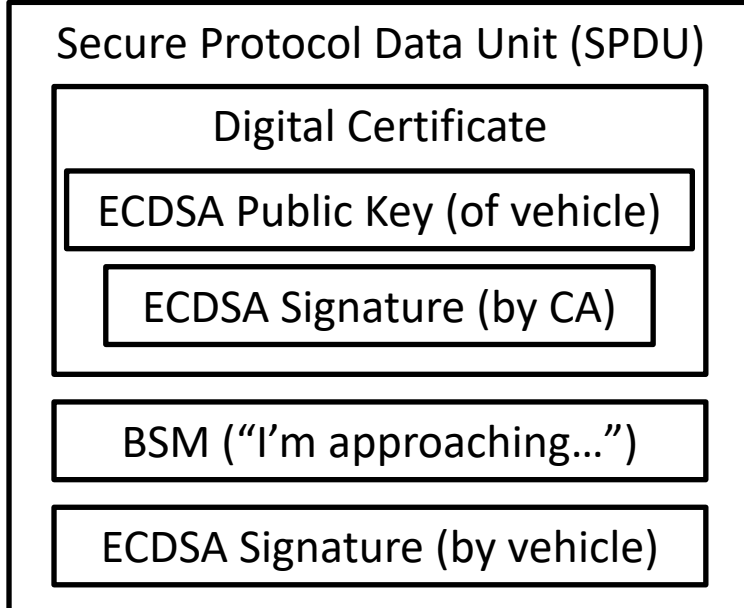 Secure Protocol Data Unit (SPDU)
Digital Certificate
ECDSA Public Key (of vehicle)
ECDSA Signature (by CA)
BSM (“I’m approaching…”)
ECDSA Signature (by vehicle)